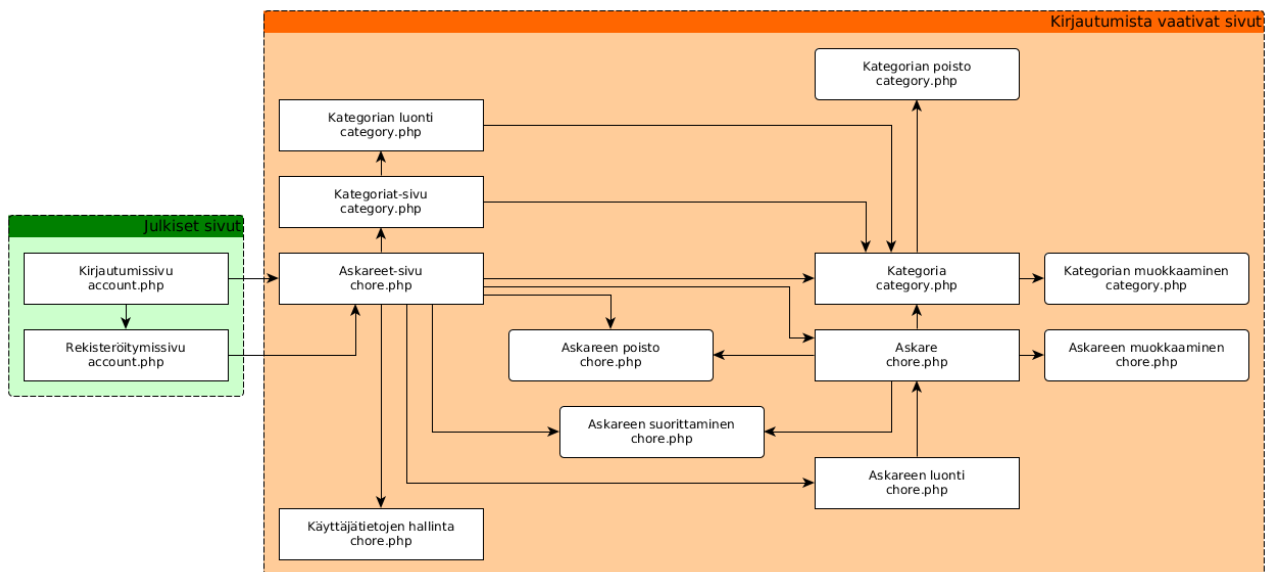 Kirjautumista vaativat sivut
Kategorian poisto
category.php
Kategorian luonti
category.php
Kategoriat-sivu
category.php
Julkiset sivut
Kirjautumissivu
account.php
Askareet-sivu
chore.php
Kategoria
category.php
Kategorian muokkaaminen
category.php
Rekisteröitymissivu
account.php
Askareen poisto
chore.php
Askare
chore.php
Askareen muokkaaminen
chore.php
Askareen suorittaminen
chore.php
Askareen luonti
chore.php
Käyttäjätietojen hallinta
chore.php